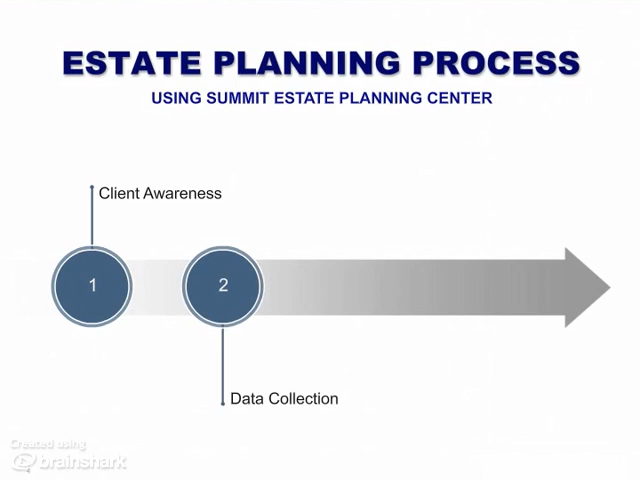 ESTATE PLANNING PROCESS
USING SUMMIT ESTATE PLANNING CENTER
Client Awareness
1
2
Data Collection
Created using
brainshark